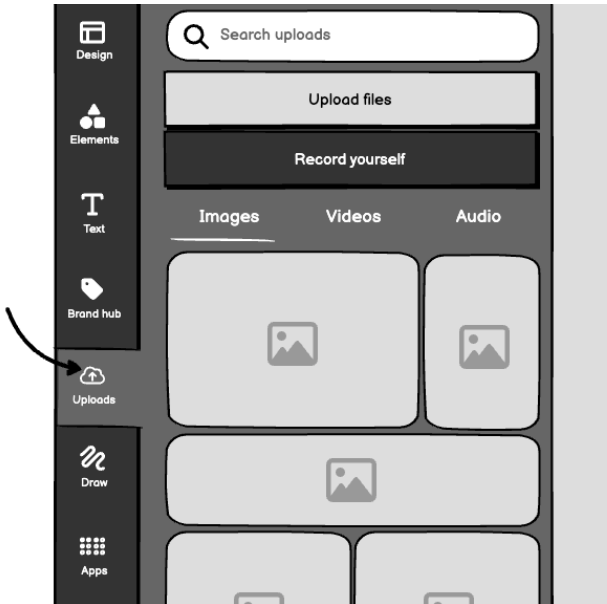 Design
Elements
Text
Brand hub
Uploads
Draw
Apps
Search uploads
Upload files
Record yourself
Images Videos Audio